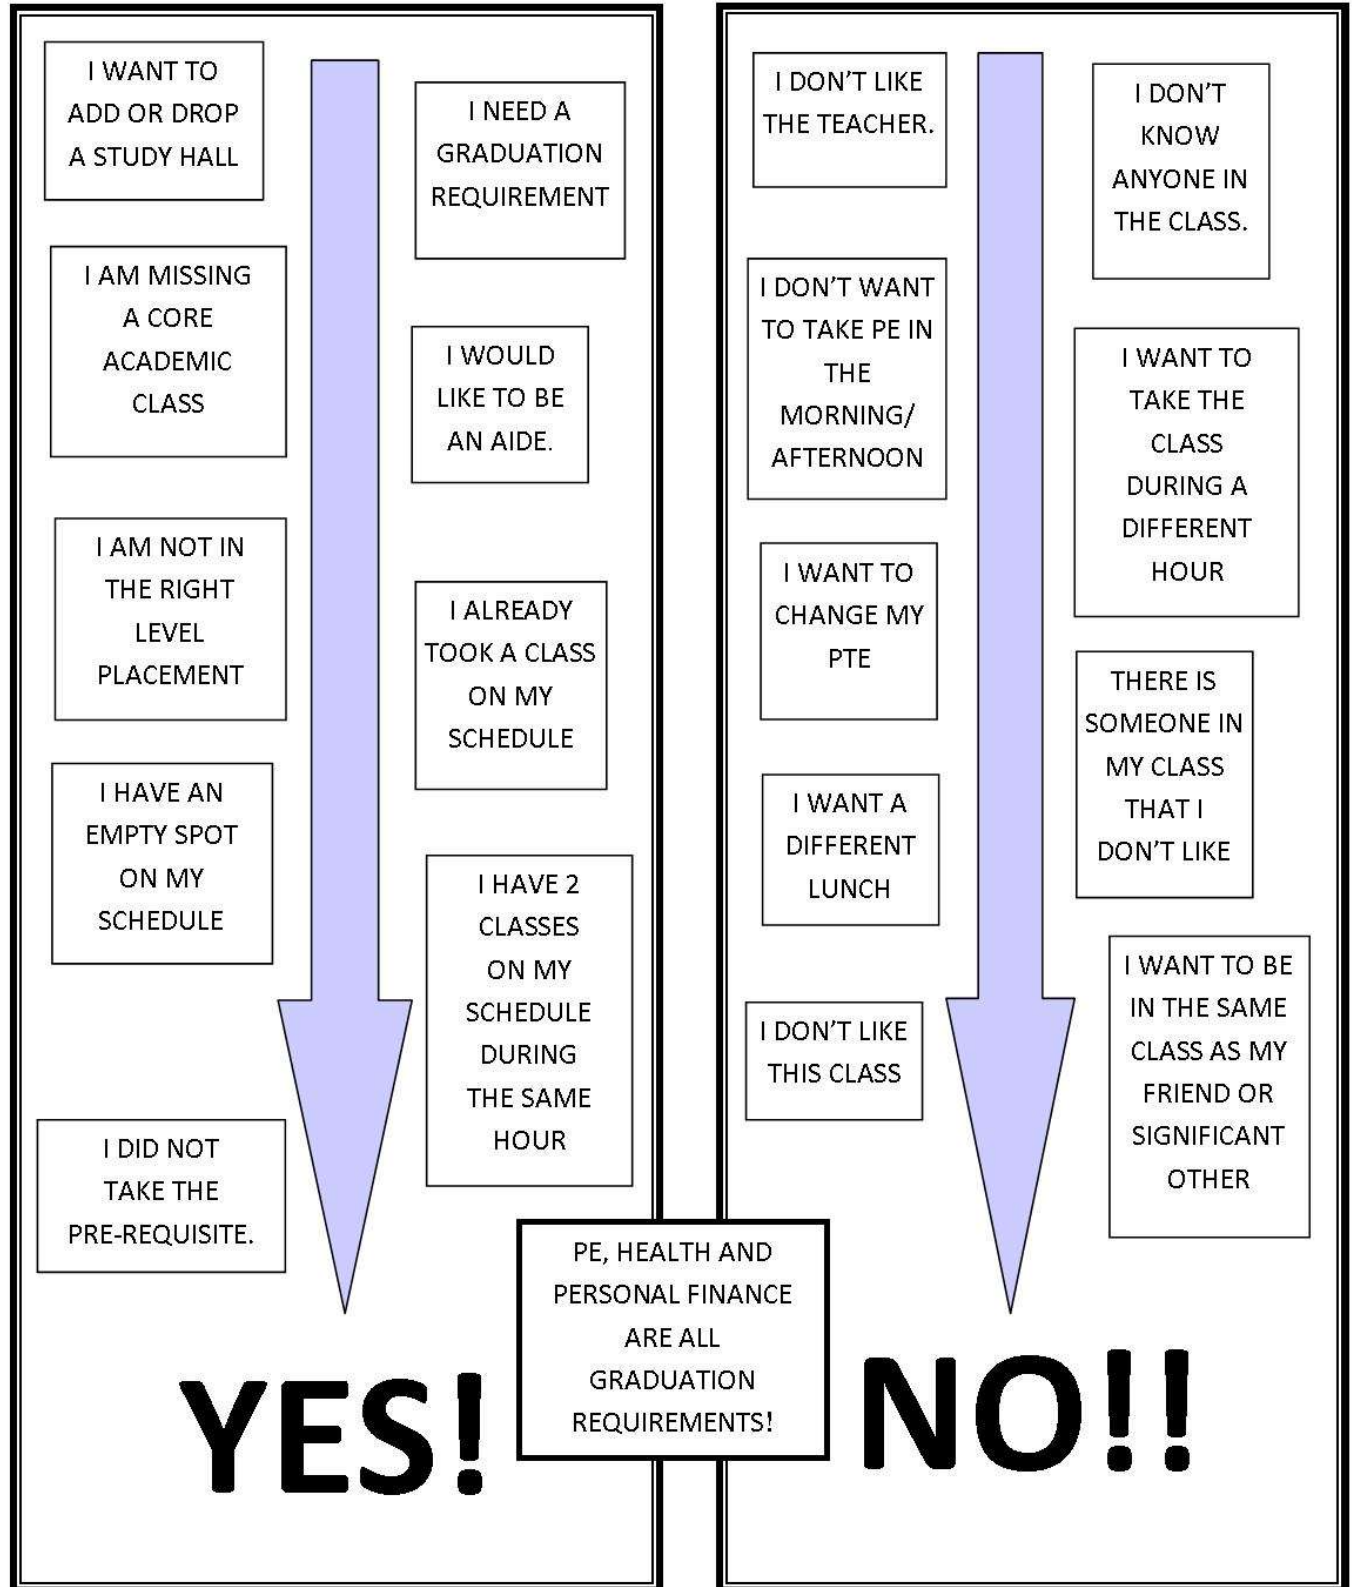 I WANT TO
ADD OR DROP
A STUDY HALL
I NEED A
GRADUATION
REQUIREMENT
I AM MISSING
A CORE
ACADEMIC
CLASS
I WOULD
LIKE TO BE
AN AIDE.
I AM NOT IN
THE RIGHT
LEVEL
PLACEMENT
I ALREADY
TOOK A CLASS
ON MY
SCHEDULE
I HAVE AN
EMPTY SPOT
ON MY
SCHEDULE
I HAVE 2
CLASSES
ON MY
SCHEDULE
DURING
THE SAME
HOUR
I DID NOT
TAKE THE
PRE-REQUISITE.
YES!
I DON'T LIKE
THE TEACHER.
I DON'T
KNOW
ANYONE IN
THE CLASS.
I DON'T WANT
TO TAKE PE IN
THE
MORNING/
AFTERNOON
I WANT TO
TAKE THE
CLASS
DURING A
DIFFERENT
HOUR
I WANT TO
CHANGE MY
PTE
THERE IS
SOMEONE IN
MY CLASS
THAT I
DON'T LIKE
I WANT A
DIFFERENT
LUNCH
I WANT TO BE
IN THE SAME
CLASS AS MY
FRIEND OR
SIGNIFICANT
OTHER
I DON'T LIKE
THIS CLASS
PE, HEALTH AND
PERSONAL FINANCE
ARE ALL
GRADUATION
REQUIREMENTS!
NO!!